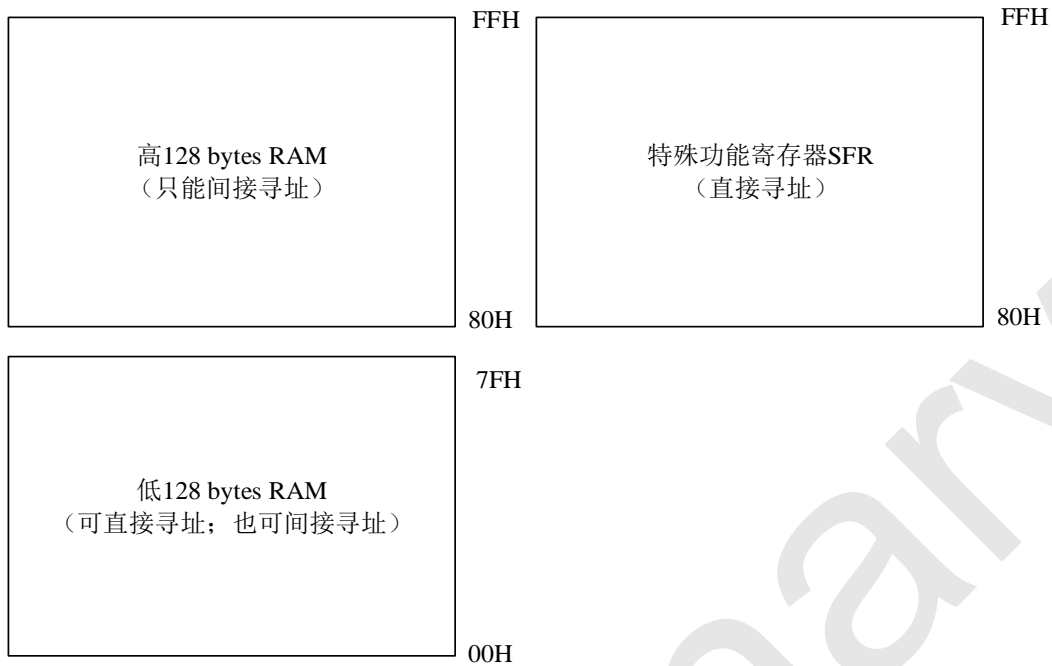 FFH
FFH
高128 bytes RAM
（只能间接寻址）
特殊功能寄存器SFR
（直接寻址）
80H
80H
7FH
低128 bytes RAM
（可直接寻址；也可间接寻址）
00H